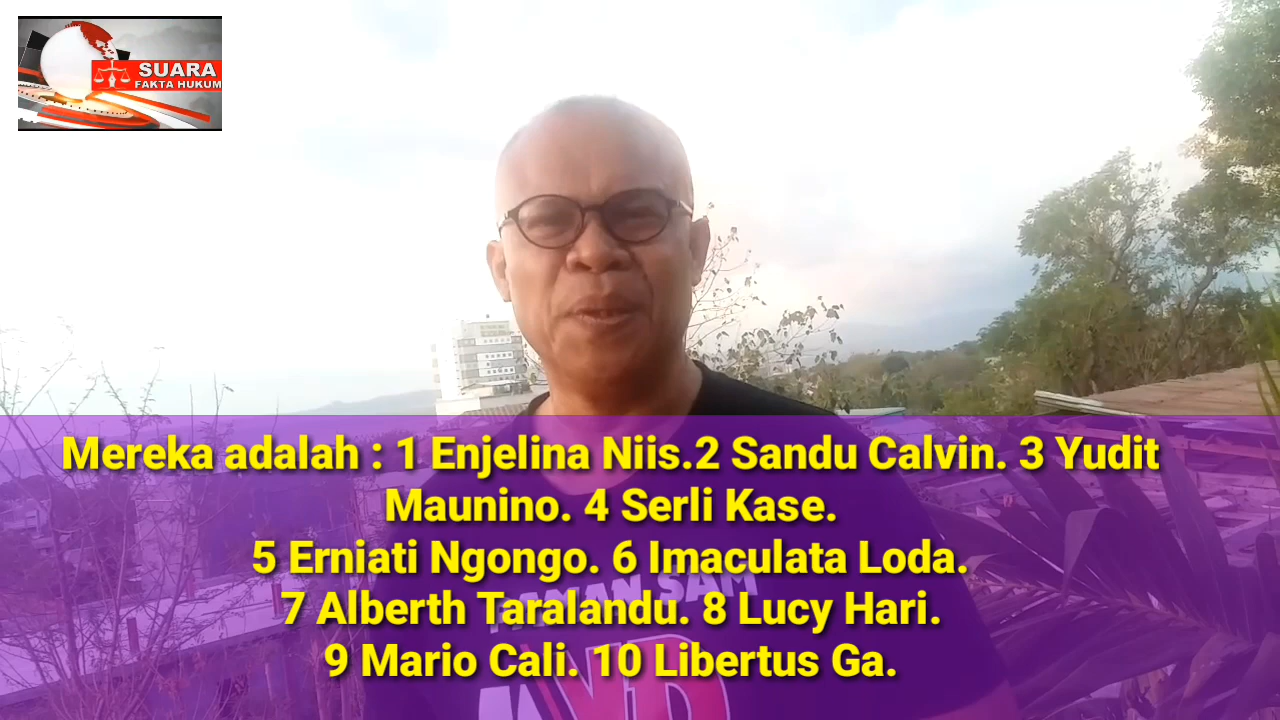 SUARA
FAKTA HUKUM
Mereka adalah : 1 Enjelina Niis.2 Sandu Calvin. 3 Yudit
Maunino. 4 Serli Kase.
5 Erniati Ngongo. 6 Imaculata Loda.
7 Alberth Taralandu. 8 Lucy Hari.
9 Mario Cali. 10 Libertus Ga.